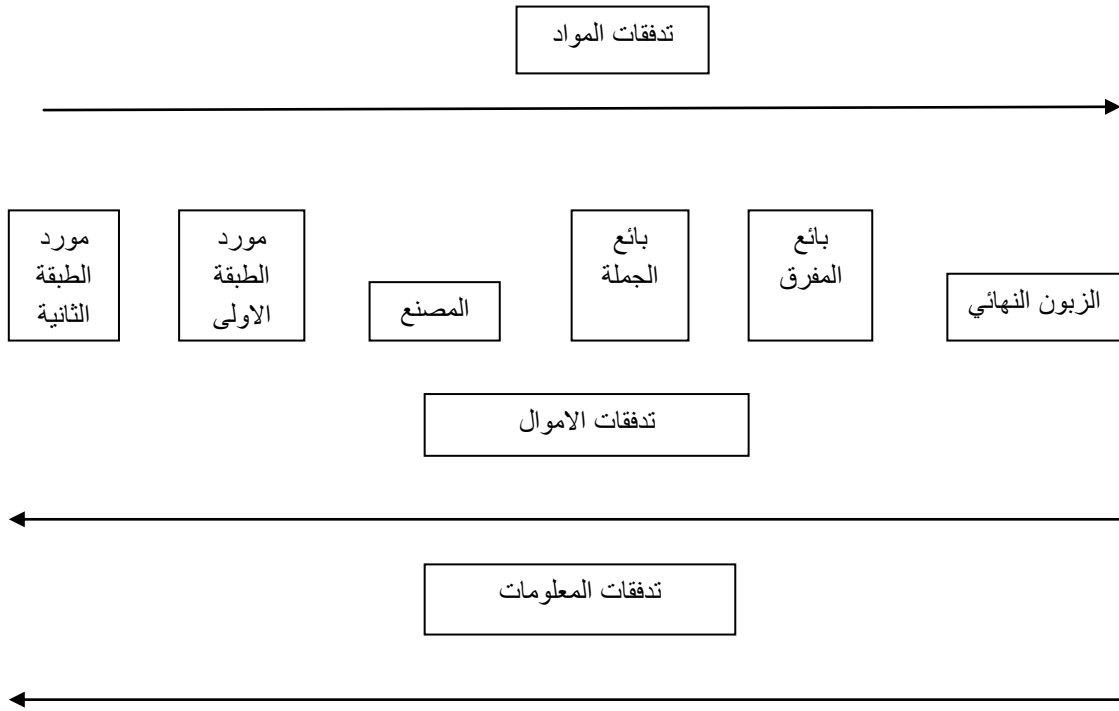 تدفقات المواد
مورد
الطبقة
الثانية
مورد
الطبقة
الاولى
المصنع
بائع
الجملة
بائع
المفرق
الزبون النهائي
تدفقات الاموال
تدفقات المعلومات